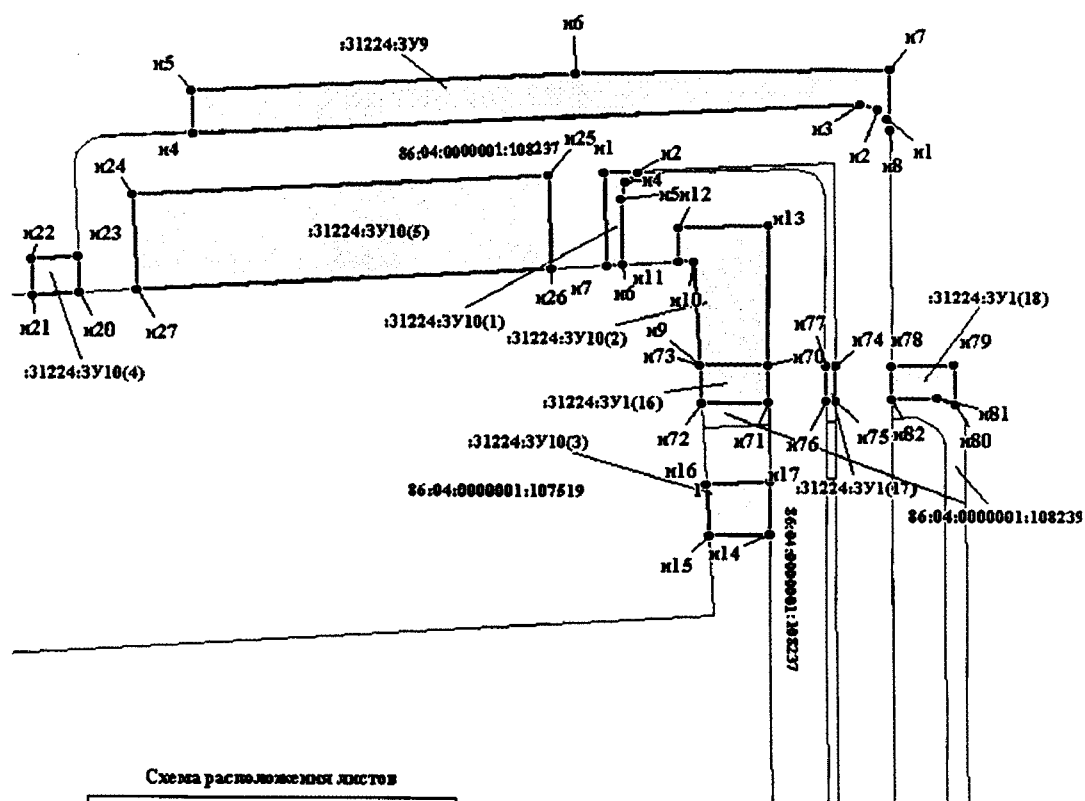 н6
:31224:ЗУ9
н7
н5
н3
н2
н1
н4
н8
86:04:0000001:108237
н25
н1
н2
н24
н4
н5
н12
н13
:31224:ЗУ10(5)
н22
н23
н11
н26
н7
н6
н10
:31224:ЗУ1(18)
н21
н20
н27
:31224:ЗУ10(1)
:31224:ЗУ10(2)
н9
н77
н74
н78
н79
н73
н70
:31224:ЗУ10(4)
:31224:ЗУ1(16)
н72
н71
н76
н75
н82
н81
н80
:31224:ЗУ10(3)
н16
н17
1
:31224:ЗУ1(17)
86:04:0000001:107519
86:04:0000001:108239
н15
н14
86:04:0000001:108237
Схема расположения листов